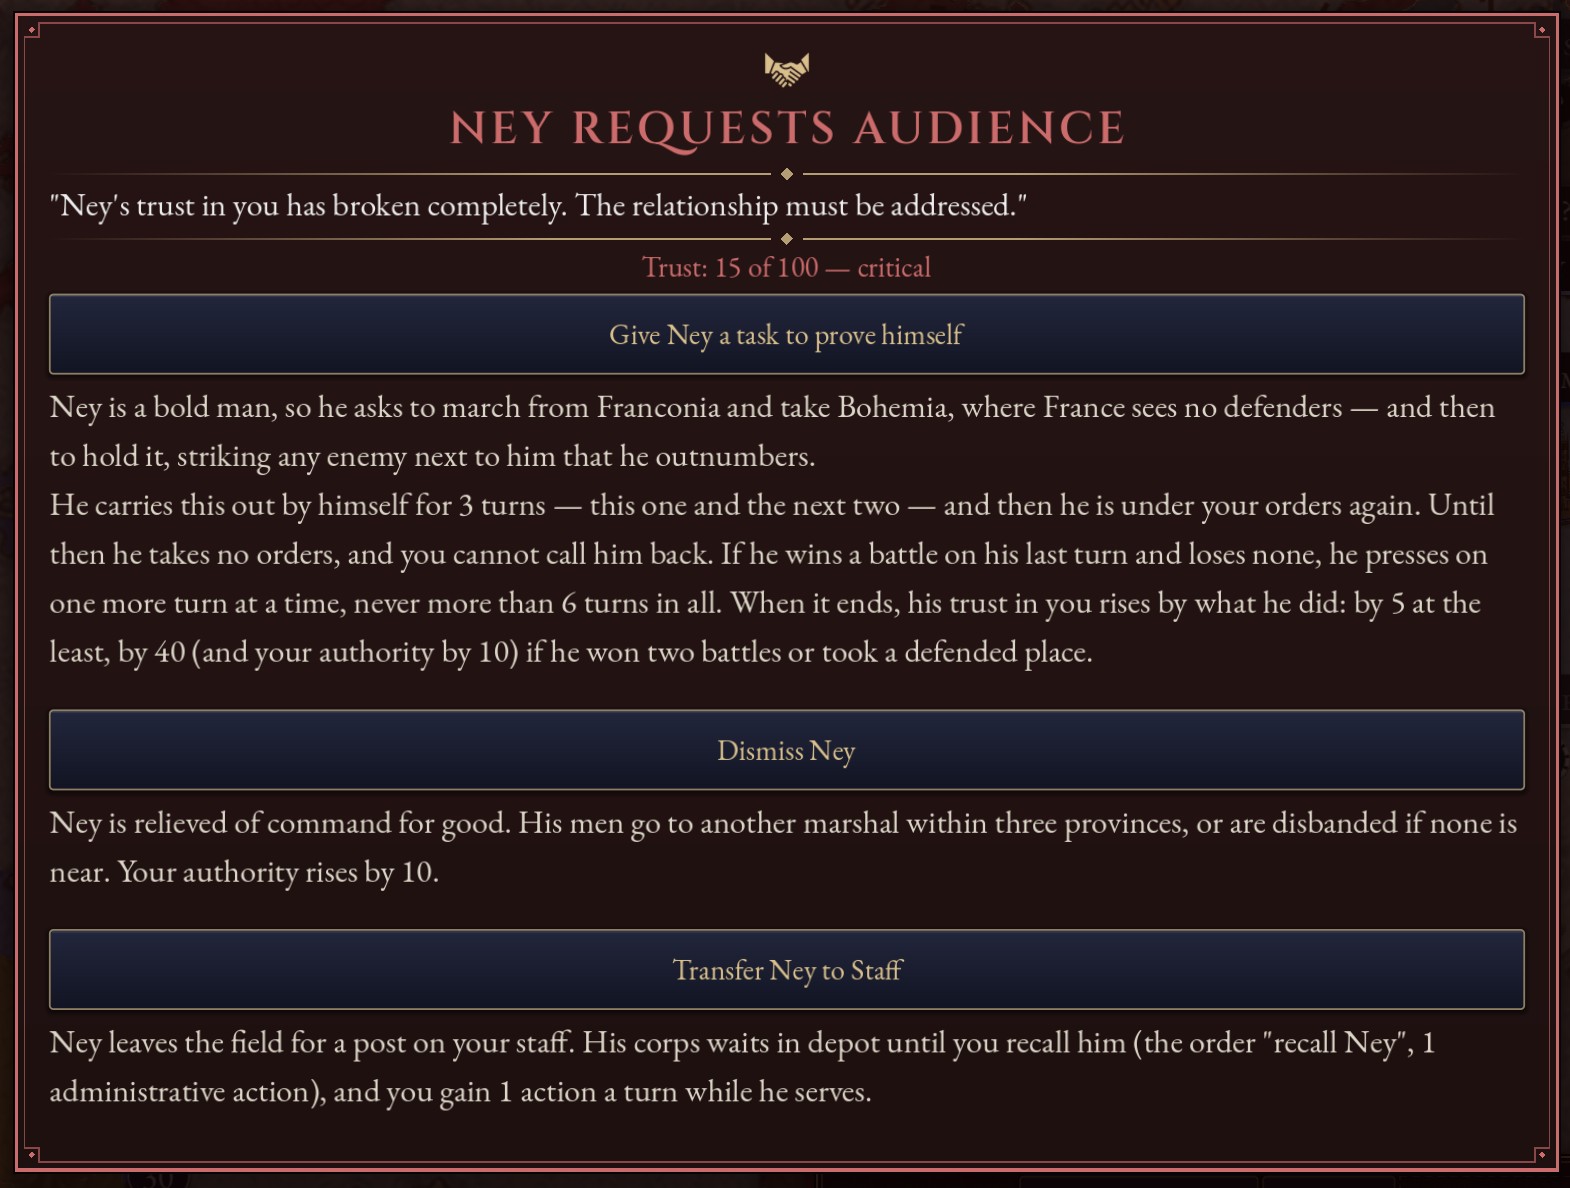 NEY REQUESTS AUDIENCE
"Ney's trust in you has broken completely. The relationship must be addressed."
Trust: 15 of 100 — critical
Give Ney a task to prove himself
Ney is a bold man, so he asks to march from Franconia and take Bohemia, where France sees no defenders — and then
to hold it, striking any enemy next to him that he outnumbers.
He carries this out by himself for 3 turns — this one and the next two — and then he is under your orders again. Until
then he takes no orders, and you cannot call him back. If he wins a battle on his last turn and loses none, he presses on
one more turn at a time, never more than 6 turns in all. When it ends, his trust in you rises by what he did: by 5 at the
least, by 40 (and your authority by 10) if he won two battles or took a defended place.
Dismiss Ney
Ney is relieved of command for good. His men go to another marshal within three provinces, or are disbanded if none is
near. Your authority rises by 10.
Transfer Ney to Staff
Ney leaves the field for a post on your staff. His corps waits in depot until you recall him (the order "recall Ney", 1
administrative action), and you gain 1 action a turn while he serves.